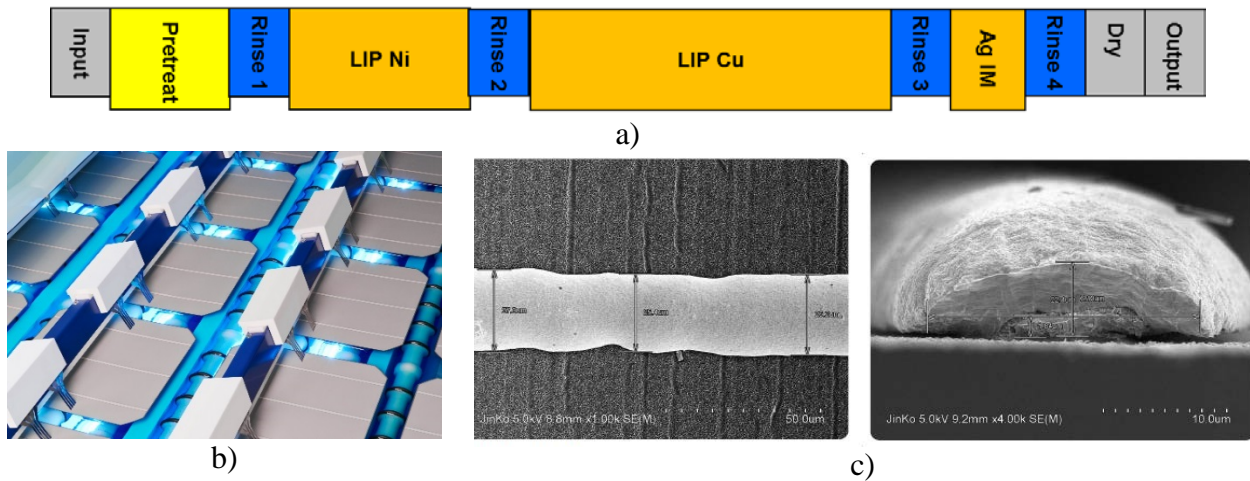 Input
Pretreat
Rinse 1
LIP Ni
Rinse 2
LIP Cu
Rinse 3
Ag IM
Rinse 4
Dry
Output
a)
JinKo 5.0kV 8.8mm x1.00k SE(M)
50.0um
JinKo 5.0kV 9.2mm x4.00k SE(M)
10.0um
b)
c)